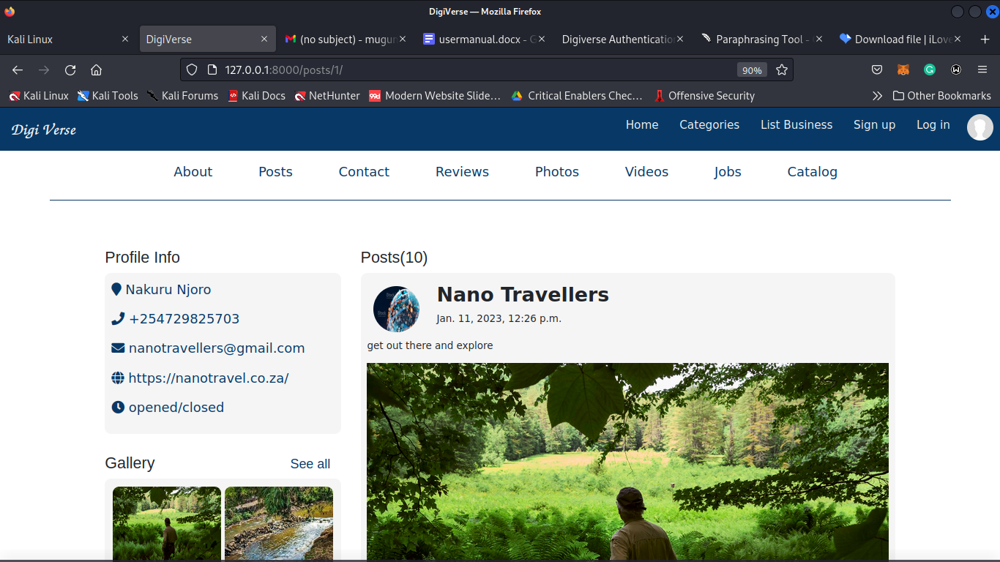 DigiVerse — Mozilla Firefox
Kali Linux
DigiVerse
(no subject) - mugun
usermanual.docx - G
Digiverse Authentication
Paraphrasing Tool -
Download file | iLove
127.0.0.1:8000/posts/1/
90%
Kali Linux
Kali Tools
Kali Forums
Kali Docs
NetHunter
Modern Website Slide…
Critical Enablers Chec…
Offensive Security
Other Bookmarks
Digi Verse
Home
Categories
List Business
Sign up
Log in
About
Posts
Contact
Reviews
Photos
Videos
Jobs
Catalog
Profile Info
Nakuru Njoro
+254729825703
nanotravellers@gmail.com
https://nanotravel.co.za/
opened/closed
Gallery
See all
Posts(10)
Nano Travellers
Jan. 11, 2023, 12:26 p.m.
get out there and explore